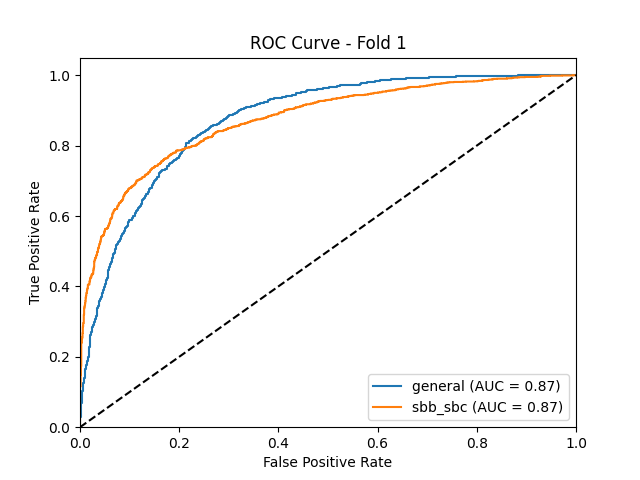 ROC Curve - Fold 1
True Positive Rate
1.0
0.8
0.6
0.4
0.2
0.0
0.0 0.2 0.4 0.6 0.8 1.0
False Positive Rate
general (AUC = 0.87)
sbb_sbc (AUC = 0.87)